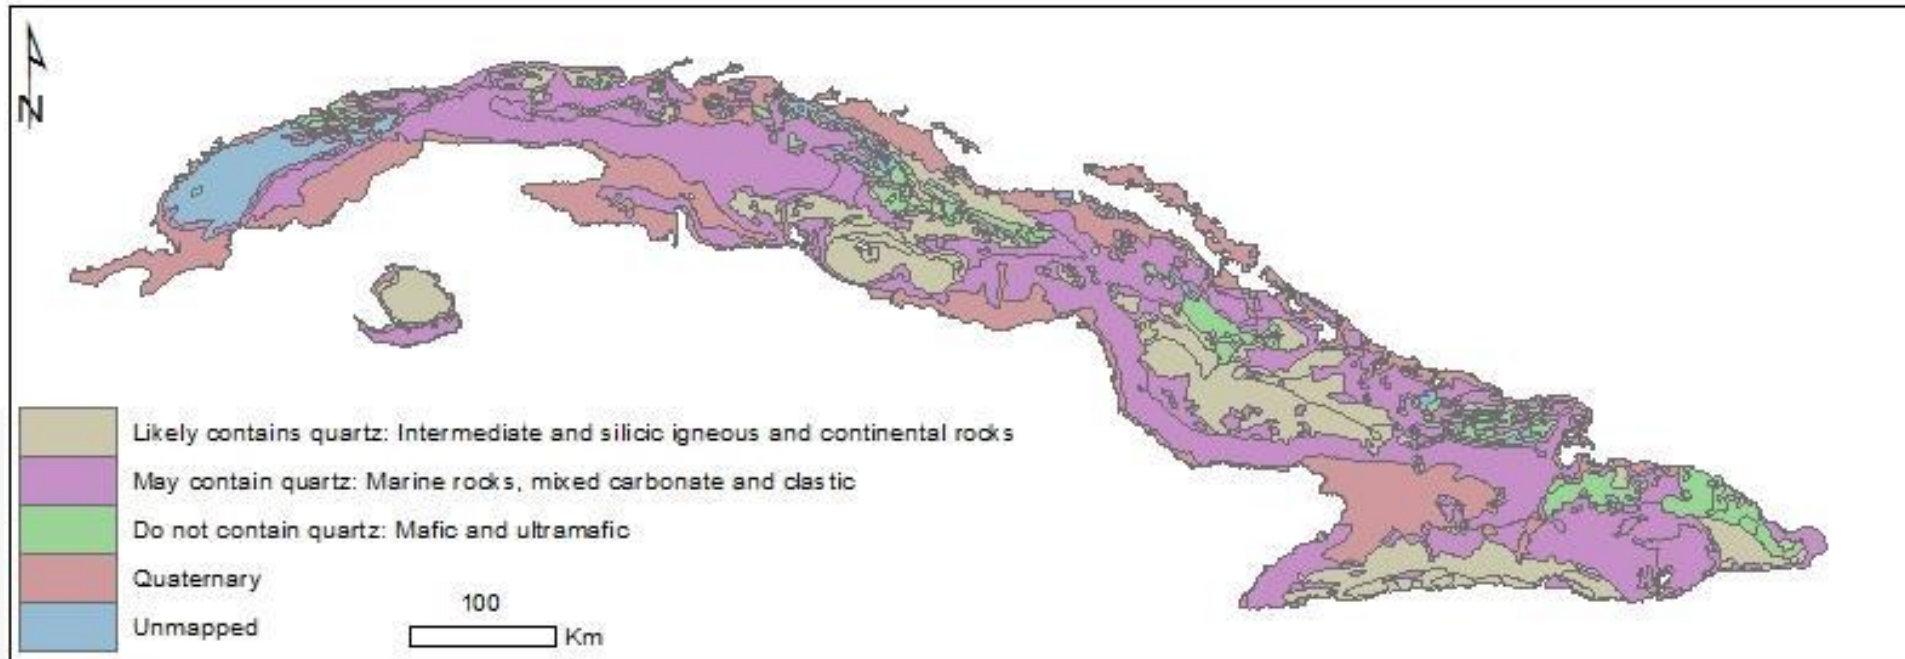 N
Likely contains quartz: Intermediate and silicic igneous and continental rocks
May contain quartz: Marine rocks, mixed carbonate and clastic
Do not contain quartz: Mafic and ultramafic
Quaternary
Unmapped
100
Km